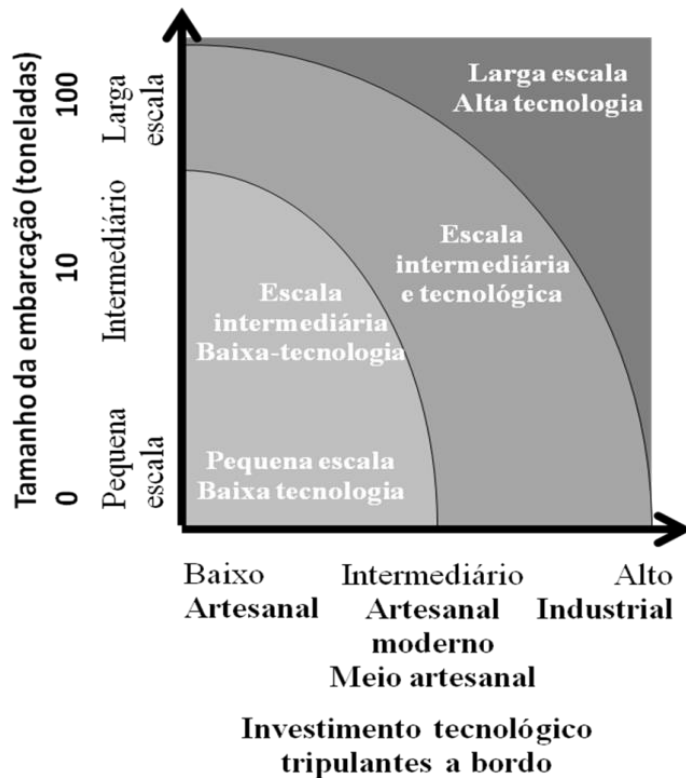 Tamanho da embarcação (toneladas)
100
10
0
Larga
escala
Intermediário
Pequena
escala
Larga escala
Alta tecnologia
Escala
intermediária
e tecnológica
Escala
intermediária
Baixa-tecnologia
Pequena escala
Baixa tecnologia
Baixo
Artesanal
Intermediário
Artesanal
moderno
Meio artesanal
Alto
Industrial
Investimento tecnológico
tripulantes a bordo